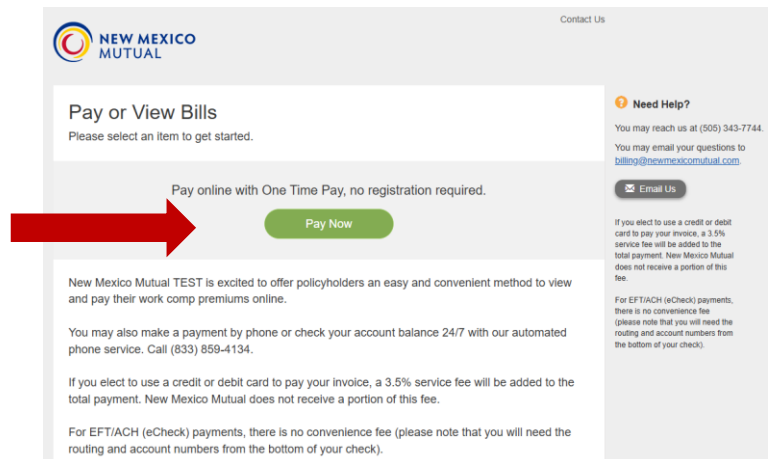 Contact Us
NEW MEXICO
MUTUAL
Pay or View Bills
Please select an item to get started.
Pay online with One Time Pay, no registration required.
Pay Now
New Mexico Mutual TEST is excited to offer policyholders an easy and convenient method to view
and pay their work comp premiums online.
You may also make a payment by phone or check your account balance 24/7 with our automated
phone service. Call (833) 859-4134.
If you elect to use a credit or debit card to pay your invoice, a 3.5% service fee will be added to the
total payment. New Mexico Mutual does not receive a portion of this fee.
For EFT/ACH (eCheck) payments, there is no convenience fee (please note that you will need the
routing and account numbers from the bottom of your check).
? Need Help?
You may reach us at (505) 343-7744.
You may email your questions to
billing@newmexicomutual.com.
Email Us
If you elect to use a credit or debit
card to pay your invoice, a 3.5%
service fee will be added to the
total payment. New Mexico Mutual
does not receive a portion of this
fee.
For EFT/ACH (eCheck) payments,
there is no convenience fee
(please note that you will need the
routing and account numbers from
the bottom of your check).